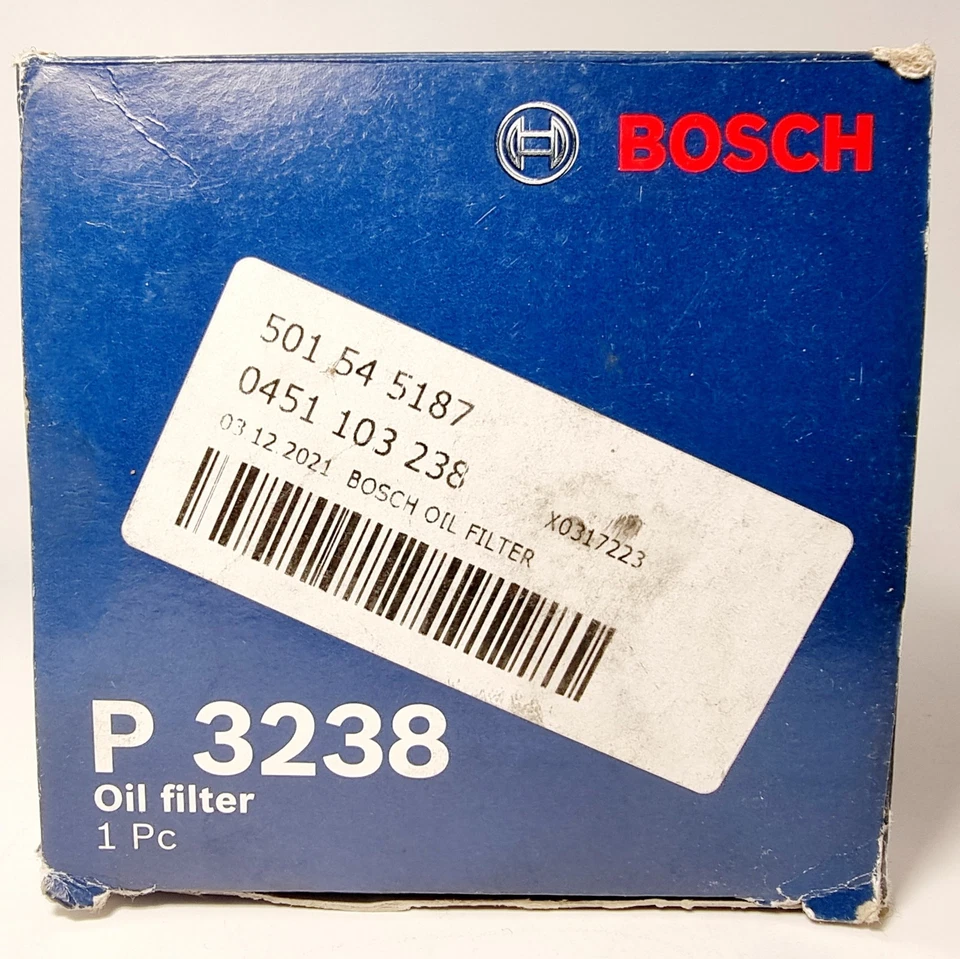 BOSCH
501 54 5187
0451 103 238
03 12 2021 BOSCH OIL FILTER
X0317223
P 3238
Oil filter
1 Pc